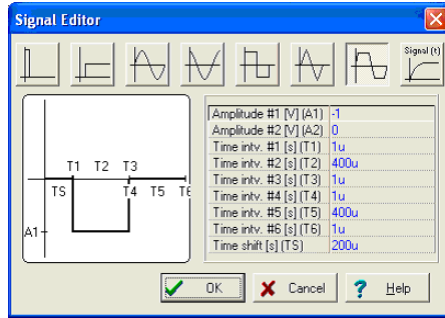 Signal Editor
Signal (t)
T1 T2 T3
TS T4 T5 T6
A1
Amplitude #1 [V] (A1) -1
Amplitude #2 [V] (A2) 0
Time intv. #1 [s] (T1) 1u
Time intv. #2 [s] (T2) 400u
Time intv. #3 [s] (T3) 1u
Time intv. #4 [s] (T4) 1u
Time intv. #5 [s] (T5) 400u
Time intv. #6 [s] (T6) 1u
Time shift [s] (TS) 200u
OK Cancel ? Help